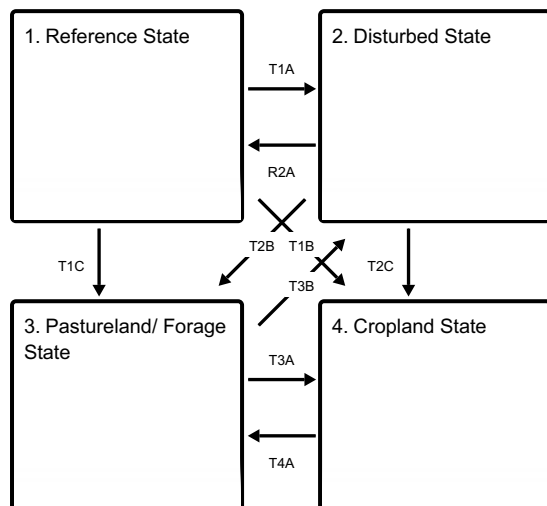 1. Reference State
2. Disturbed State
T1A
R2A
T2B
T1B
T1C
T2C
T3B
3. Pastureland/ Forage
State
4. Cropland State
T3A
T4A